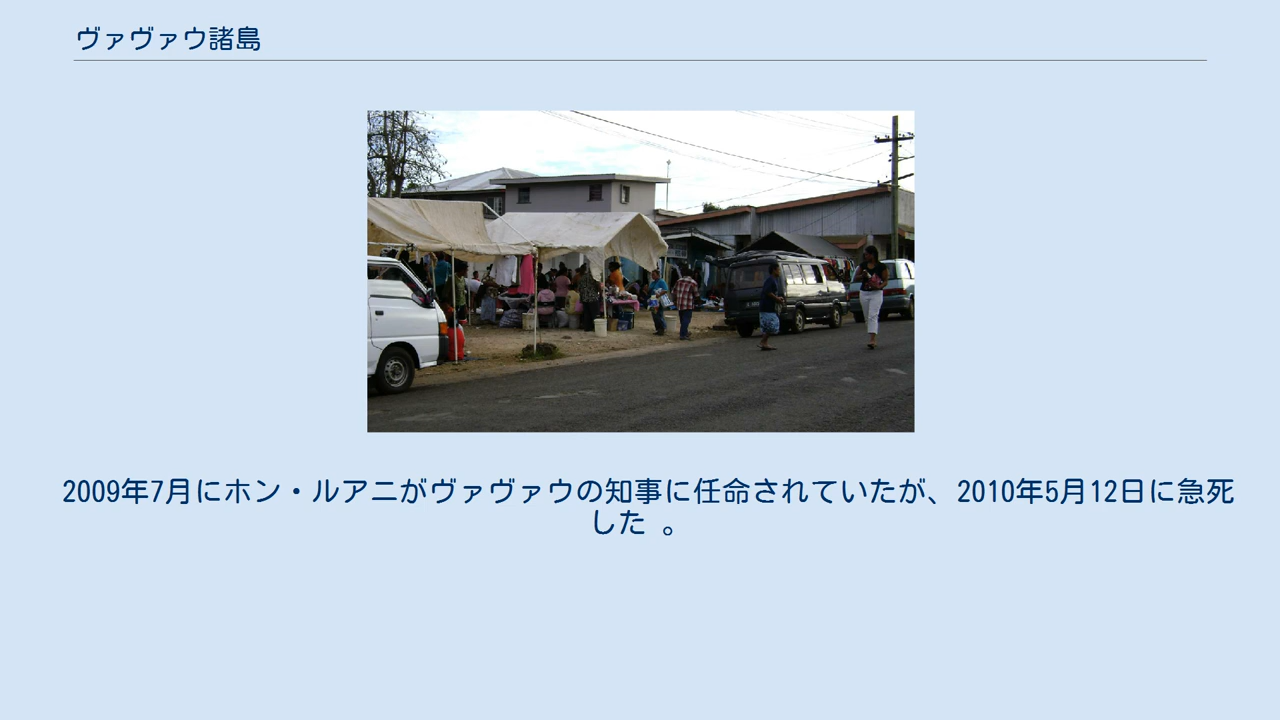 ヴァヴァウ諸島
2009年7月にホン・ルアニがヴァヴァウの知事に任命されていたが、2010年5月12日に急死
した 。